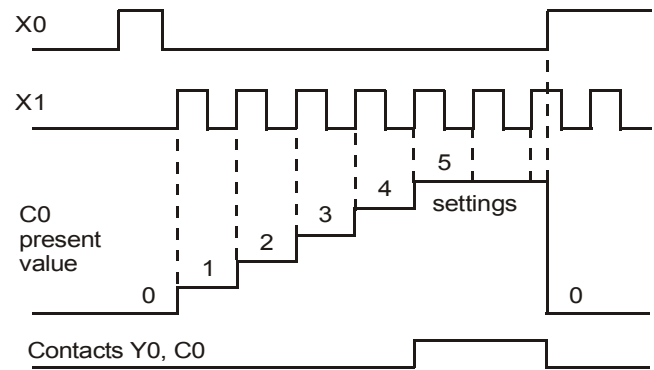 X0
X1
C0
present
value
0
1
2
3
4
5
settings
0
Contacts Y0, C0